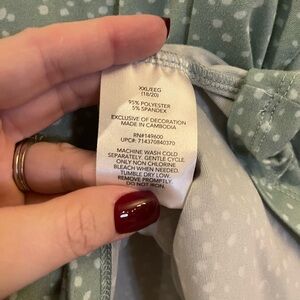 XXL/EEG
(18/20)
95% POLYESTER
5% SPANDEX
EXCLUSIVE OF DECORATION
MADE IN CAMBODIA
RN#149600
UPC#: 714370840370
MACHINE WASH COLD
SEPARATELY, GENTLE CYCLE.
ONLY NON CHLORINE
BLEACH WHEN NEEDED.
TUMBLE DRY LOW.
REMOVE PROMPTLY.
DO NOT IRON.